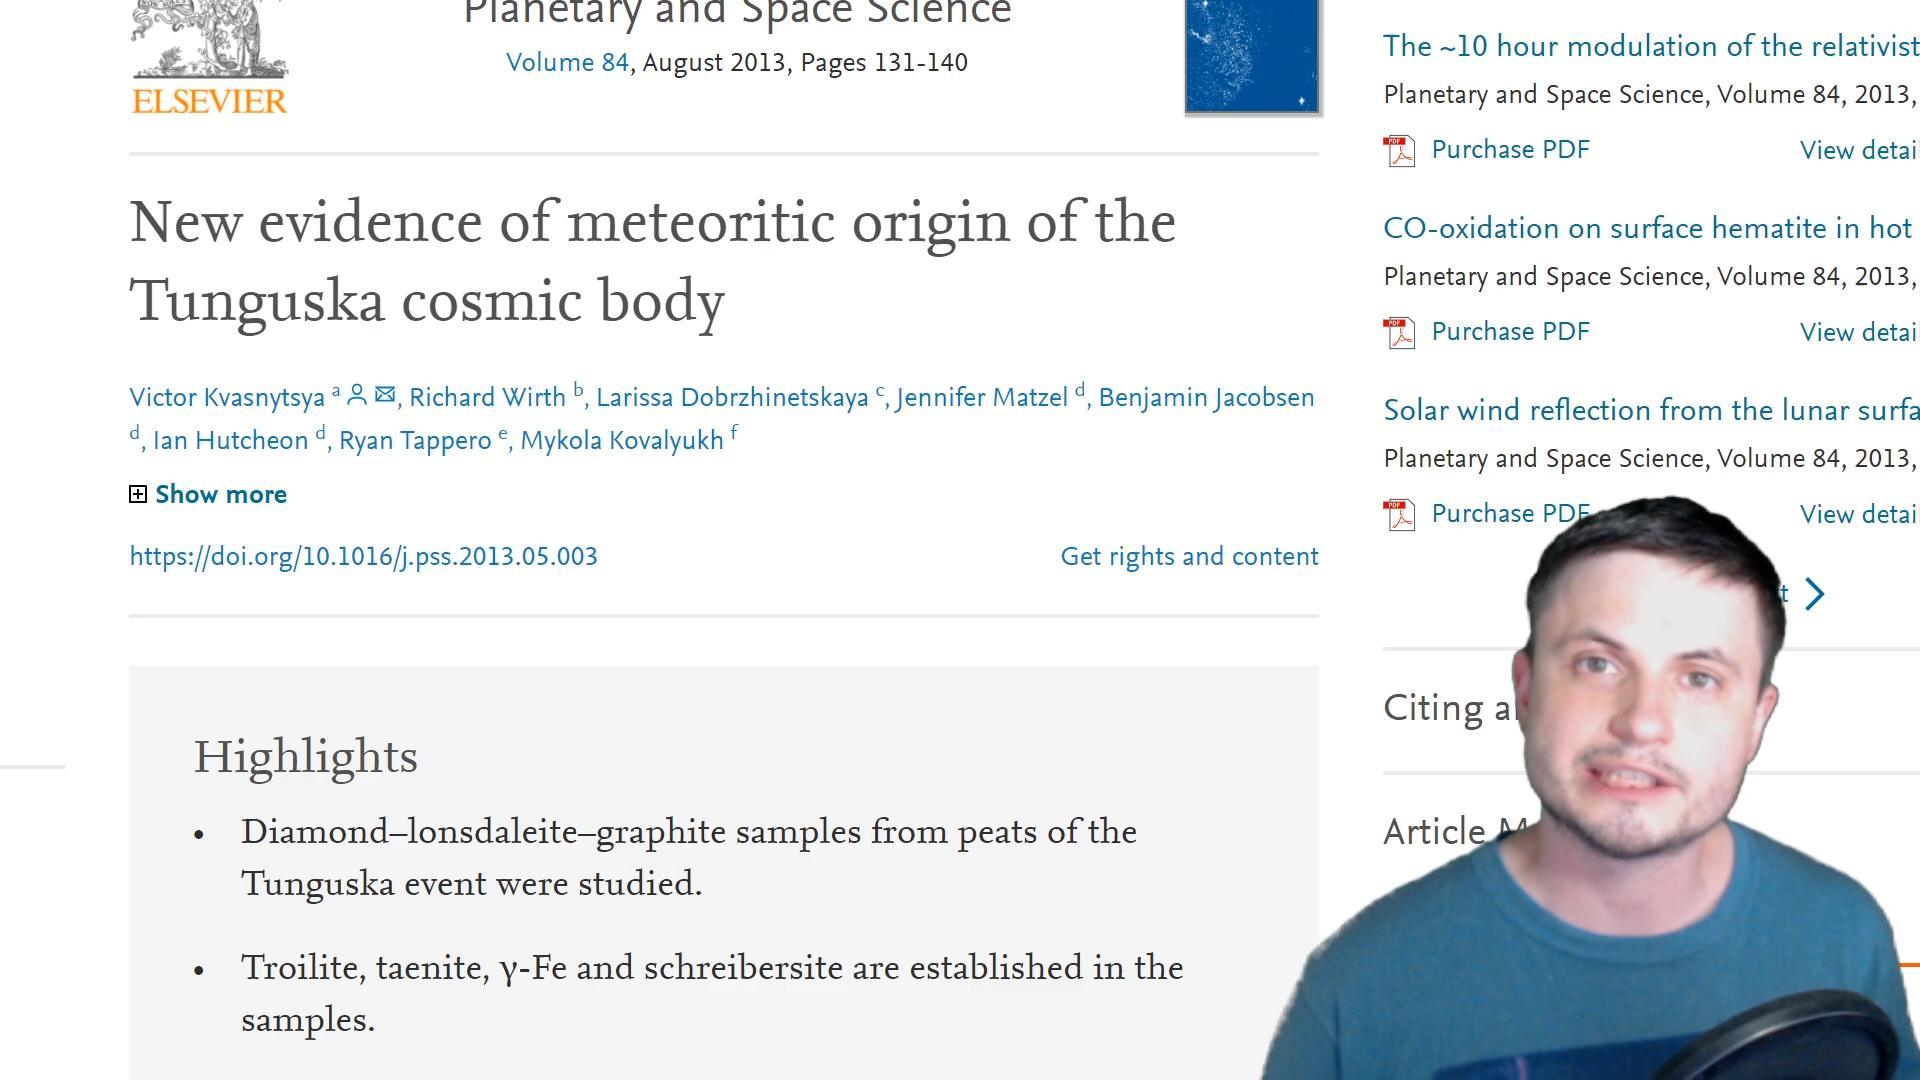 Planetary and Space Science
Volume 84, August 2013, Pages 131-140
ELSEVIER
New evidence of meteoritic origin of the
Tunguska cosmic body
Victor Kvasnytsya a, Richard Wirth b, Larissa Dobrzhinetskaya c, Jennifer Matzel d, Benjamin Jacobsen
d, Ian Hutcheon d, Ryan Tappero e, Mykola Kovalyukh f
Show more
https://doi.org/10.1016/j.pss.2013.05.003
Get rights and content
Highlights
• Diamond–lonsdaleite–graphite samples from peats of the
Tunguska event were studied.
• Troilite, taenite, γ-Fe and schreibersite are established in the
samples.
The ~10 hour modulation of the relativist
Planetary and Space Science, Volume 84, 2013,
PDF
Purchase PDF
View detai
CO-oxidation on surface hematite in hot
Planetary and Space Science, Volume 84, 2013,
PDF
Purchase PDF
View detai
Solar wind reflection from the lunar surfa
Planetary and Space Science, Volume 84, 2013,
PDF
Purchase PDF
View detai
Citing
Article